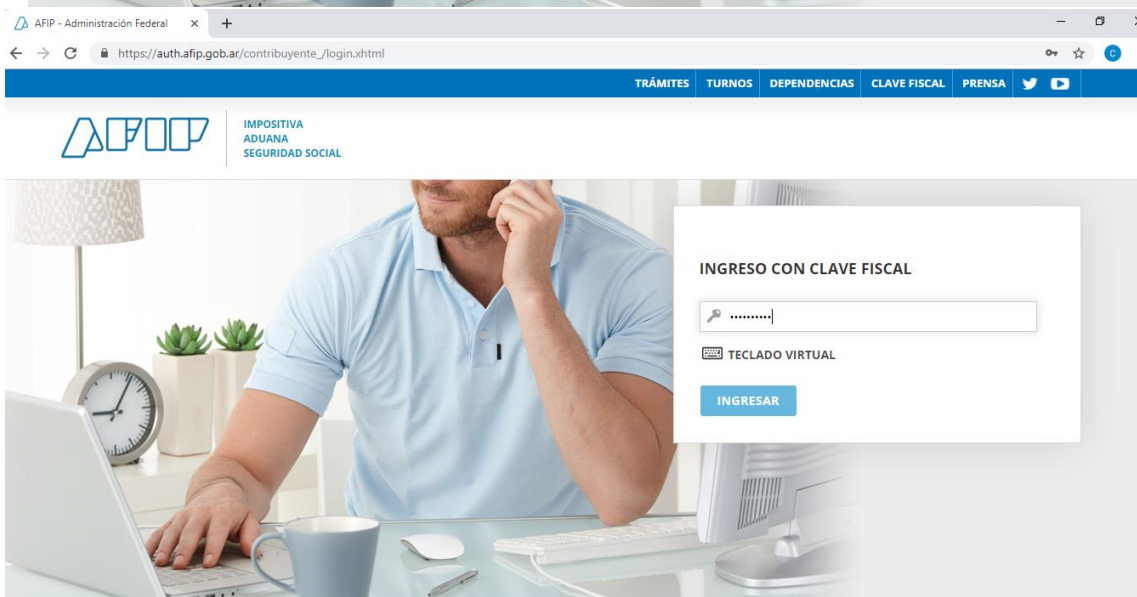 AFIP - Administración Federal
https://auth.afip.gob.ar/contribuyente_/login.xhtml
C
TRÁMITES TURNOS DEPENDENCIAS CLAVE FISCAL PRENSA
AFIP
IMPOSITIVA
ADUANA
SEGURIDAD SOCIAL
INGRESO CON CLAVE FISCAL
TECLADO VIRTUAL
INGRESAR